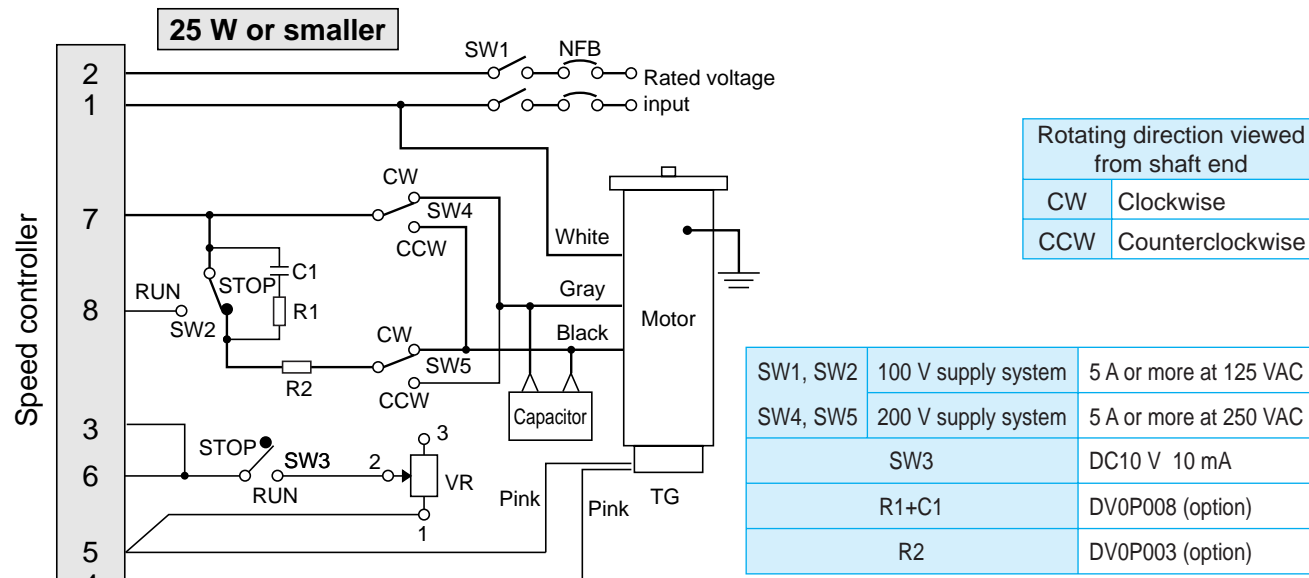 25 W or smaller
SW1 NFB
2 Rated voltage
1 input
CW
7 SW4
CCW
White
STOP C1
RUN Gray
8 R1 Motor
SW2 Black
CW
SW5
R2 CCW
Capacitor
Speed controller
3 STOP 3
SW3 2
6 VR
RUN Pink Pink TG
1
5
Rotating direction viewed
from shaft end
CW Clockwise
CCW Counterclockwise
SW1, SW2 100 V supply system 5 A or more at 125 VAC
SW4, SW5 200 V supply system 5 A or more at 250 VAC
SW3 DC10 V 10 mA
R1+C1 DV0P008 (option)
R2 DV0P003 (option)